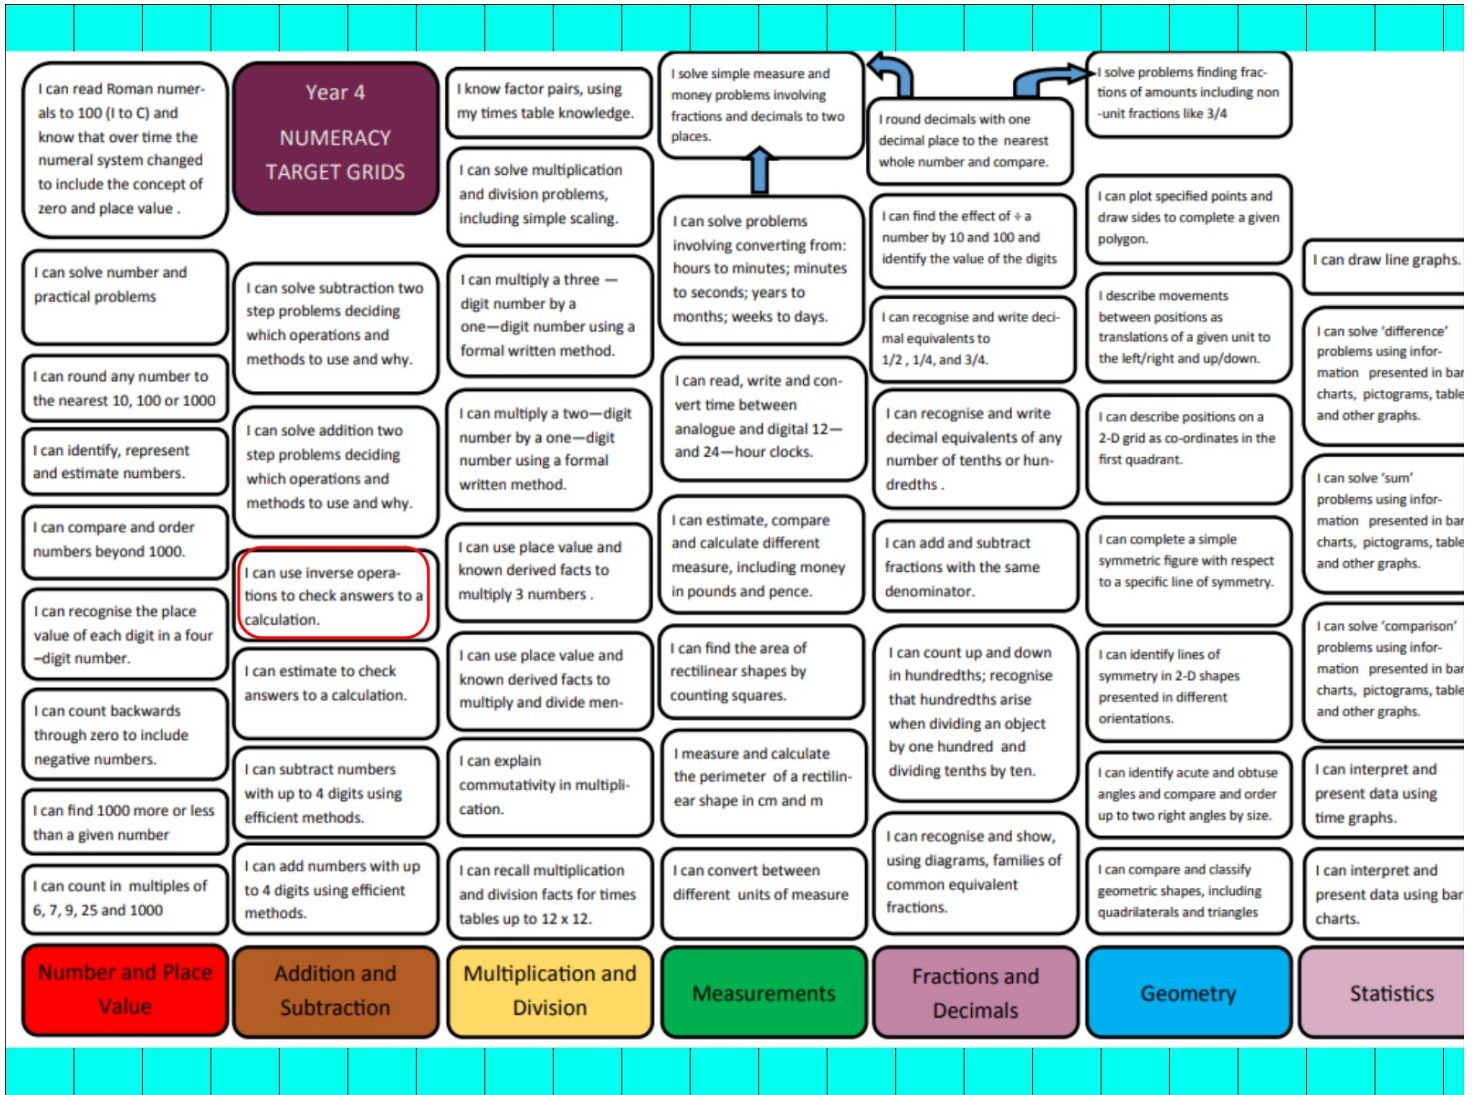 I can read Roman numer-
als to 100 (I to C) and
know that over time the
numeral system changed
to include the concept of
zero and place value .
I can solve number and
practical problems
I can round any number to
the nearest 10, 100 or 1000
I can identify, represent
and estimate numbers.
I can compare and order
numbers beyond 1000.
I can recognise the place
value of each digit in a four
–digit number.
I can count backwards
through zero to include
negative numbers.
I can find 1000 more or less
than a given number
I can count in  multiples of
6, 7, 9, 25 and 1000
Number and Place
Value
Year 4
NUMERACY
TARGET GRIDS
I can solve subtraction two
step problems deciding
which operations and
methods to use and why.
I can solve addition two
step problems deciding
which operations and
methods to use and why.
I can use inverse opera-
tions to check answers to a
calculation.
I can estimate to check
answers to a calculation.
I can subtract numbers
with up to 4 digits using
efficient methods.
I can add numbers with up
to 4 digits using efficient
methods.
Addition and
Subtraction
I know factor pairs, using
my times table knowledge.
I can solve multiplication
and division problems,
including simple scaling.
I can multiply a three —
digit number by a
one—digit number using a
formal written method.
I can multiply a two—digit
number by a one—digit
number using a formal
written method.
I can use place value and
known derived facts to
multiply 3 numbers .
I can use place value and
known derived facts to
multiply and divide men-
I can explain
commutativity in multipli-
cation.
I can recall multiplication
and division facts for times
tables up to 12 x 12.
Multiplication and
Division
I solve simple measure and
money problems involving
fractions and decimals to two
places.
I can solve problems
involving converting from:
hours to minutes; minutes
to seconds; years to
months; weeks to days.
I can read, write and con-
vert time between
analogue and digital 12—
and 24—hour clocks.
I can estimate, compare
and calculate different
measure, including money
in pounds and pence.
I can find the area of
rectilinear shapes by
counting squares.
I measure and calculate
the perimeter  of a rectilin-
ear shape in cm and m
I can convert between
different  units of measure
Measurements
I round decimals with one
decimal place to the  nearest
whole number and compare.
I can find the effect of ÷ a
number by 10 and 100 and
identify the value of the digits
I can recognise and write deci-
mal equivalents to
1/2 , 1/4, and 3/4.
I can recognise and write
decimal equivalents of any
number of tenths or hun-
dredths .
I can add and subtract
fractions with the same
denominator.
I can count up and down
in hundredths; recognise
that hundredths arise
when dividing an object
by one hundred  and
dividing tenths by ten.
I can recognise and show,
using diagrams, families of
common equivalent
fractions.
Fractions and
Decimals
I solve problems finding frac-
tions of amounts including non
-unit fractions like 3/4
I can plot specified points and
draw sides to complete a given
polygon.
I describe movements
between positions as
translations of a given unit to
the left/right and up/down.
I can describe positions on a
2-D grid as co-ordinates in the
first quadrant.
I can complete a simple
symmetric figure with respect
to a specific line of symmetry.
I can identify lines of
symmetry in 2-D shapes
presented in different
orientations.
I can identify acute and obtuse
angles and compare and order
up to two right angles by size.
I can compare and classify
geometric shapes, including
quadrilaterals and triangles
Geometry
I can draw line graphs.
I can solve ‘difference’
problems using infor-
mation   presented in bar
charts,  pictograms, table
and other graphs.
I can solve ‘sum’
problems using infor-
mation   presented in bar
charts,  pictograms, table
and other graphs.
I can solve ‘comparison’
problems using infor-
mation   presented in bar
charts,  pictograms, table
and other graphs.
I can interpret and
present data using
time graphs.
I can interpret and
present data using bar
charts.
Statistics